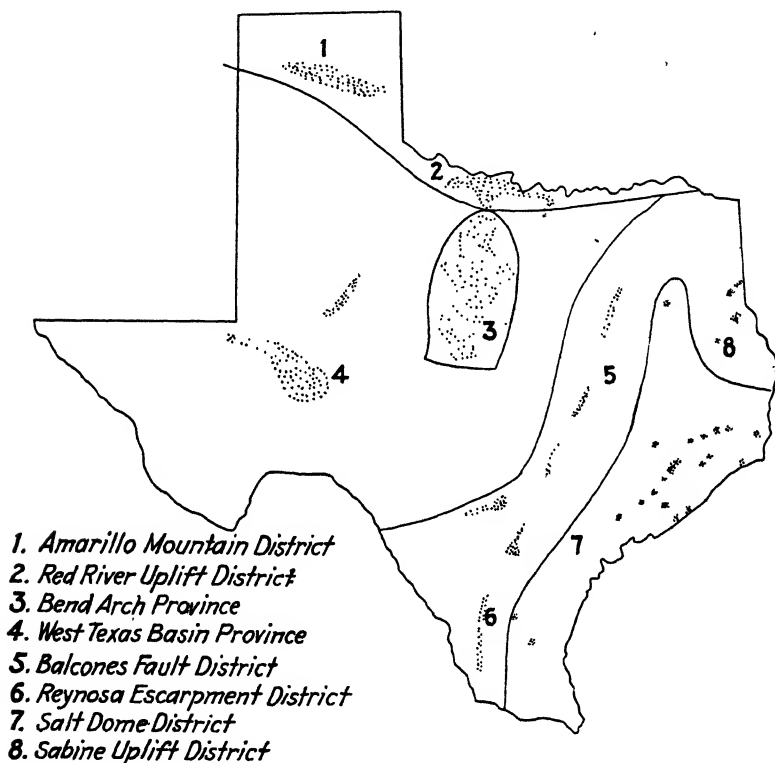 1
2
3
4
5
6
7
8
1. Amarillo Mountain District
2. Red River Uplift District
3. Bend Arch Province
4. West Texas Basin Province
5. Balcones Fault District
6. Reynosa Escarpment District
7. Salt Dome District
8. Sabine Uplift District